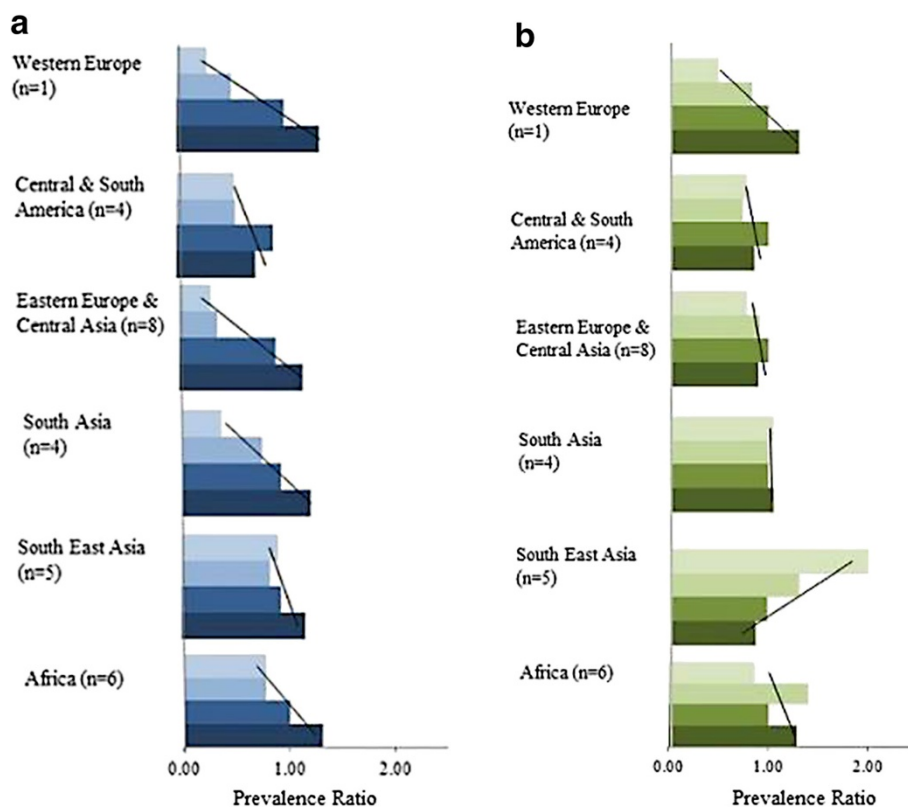 a
Western Europe
(n=1)
Central & South
America (n=4)
Eastern Europe &
Central Asia (n=8)
South Asia
(n=4)
South East Asia
(n=5)
Africa (n=6)
0.00 1.00 2.00
Prevalence Ratio
b
Western Europe
(n=1)
Central & South
America (n=4)
Eastern Europe &
Central Asia (n=8)
South Asia
(n=4)
South East Asia
(n=5)
Africa (n=6)
0.00 1.00 2.00
Prevalence Ratio